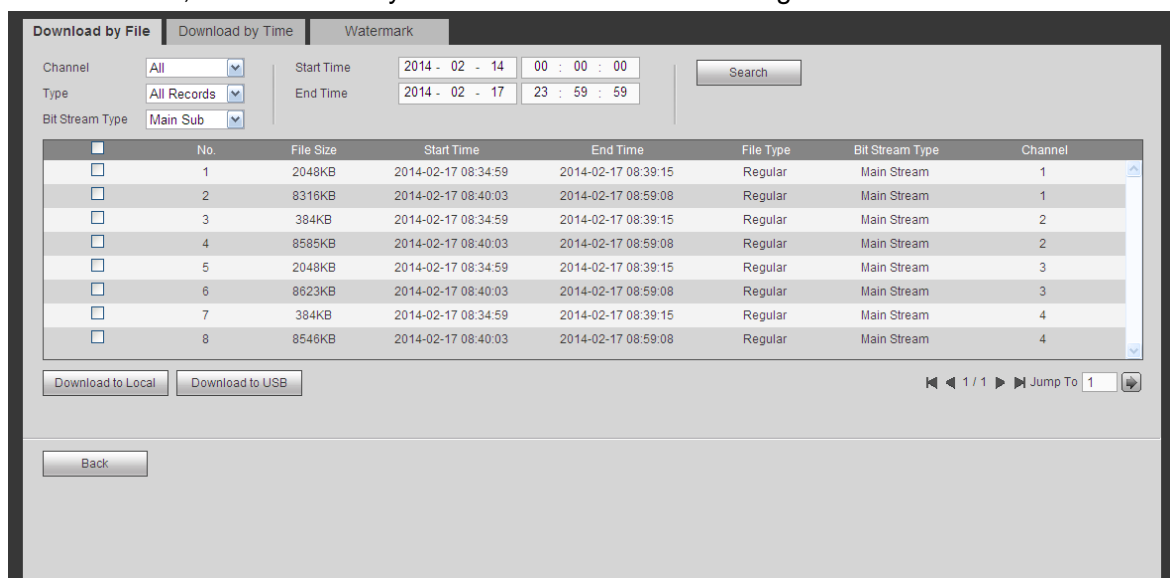 Download by File Download by Time Watermark
Channel All Start Time 2014 - 02 - 14 00 : 00 : 00 Search
Type All Records End Time 2014 - 02 - 17 23 : 59 : 59
Bit Stream Type Main Sub
No. File Size Start Time End Time File Type Bit Stream Type Channel
1 2048KB 2014-02-17 08:34:59 2014-02-17 08:39:15 Regular Main Stream 1
2 8316KB 2014-02-17 08:40:03 2014-02-17 08:59:08 Regular Main Stream 1
3 384KB 2014-02-17 08:34:59 2014-02-17 08:39:15 Regular Main Stream 2
4 8585KB 2014-02-17 08:40:03 2014-02-17 08:59:08 Regular Main Stream 2
5 2048KB 2014-02-17 08:34:59 2014-02-17 08:39:15 Regular Main Stream 3
6 8623KB 2014-02-17 08:40:03 2014-02-17 08:59:08 Regular Main Stream 3
7 384KB 2014-02-17 08:34:59 2014-02-17 08:39:15 Regular Main Stream 4
8 8546KB 2014-02-17 08:40:03 2014-02-17 08:59:08 Regular Main Stream 4
Download to Local Download to USB 1 / 1 Jump To 1
Back